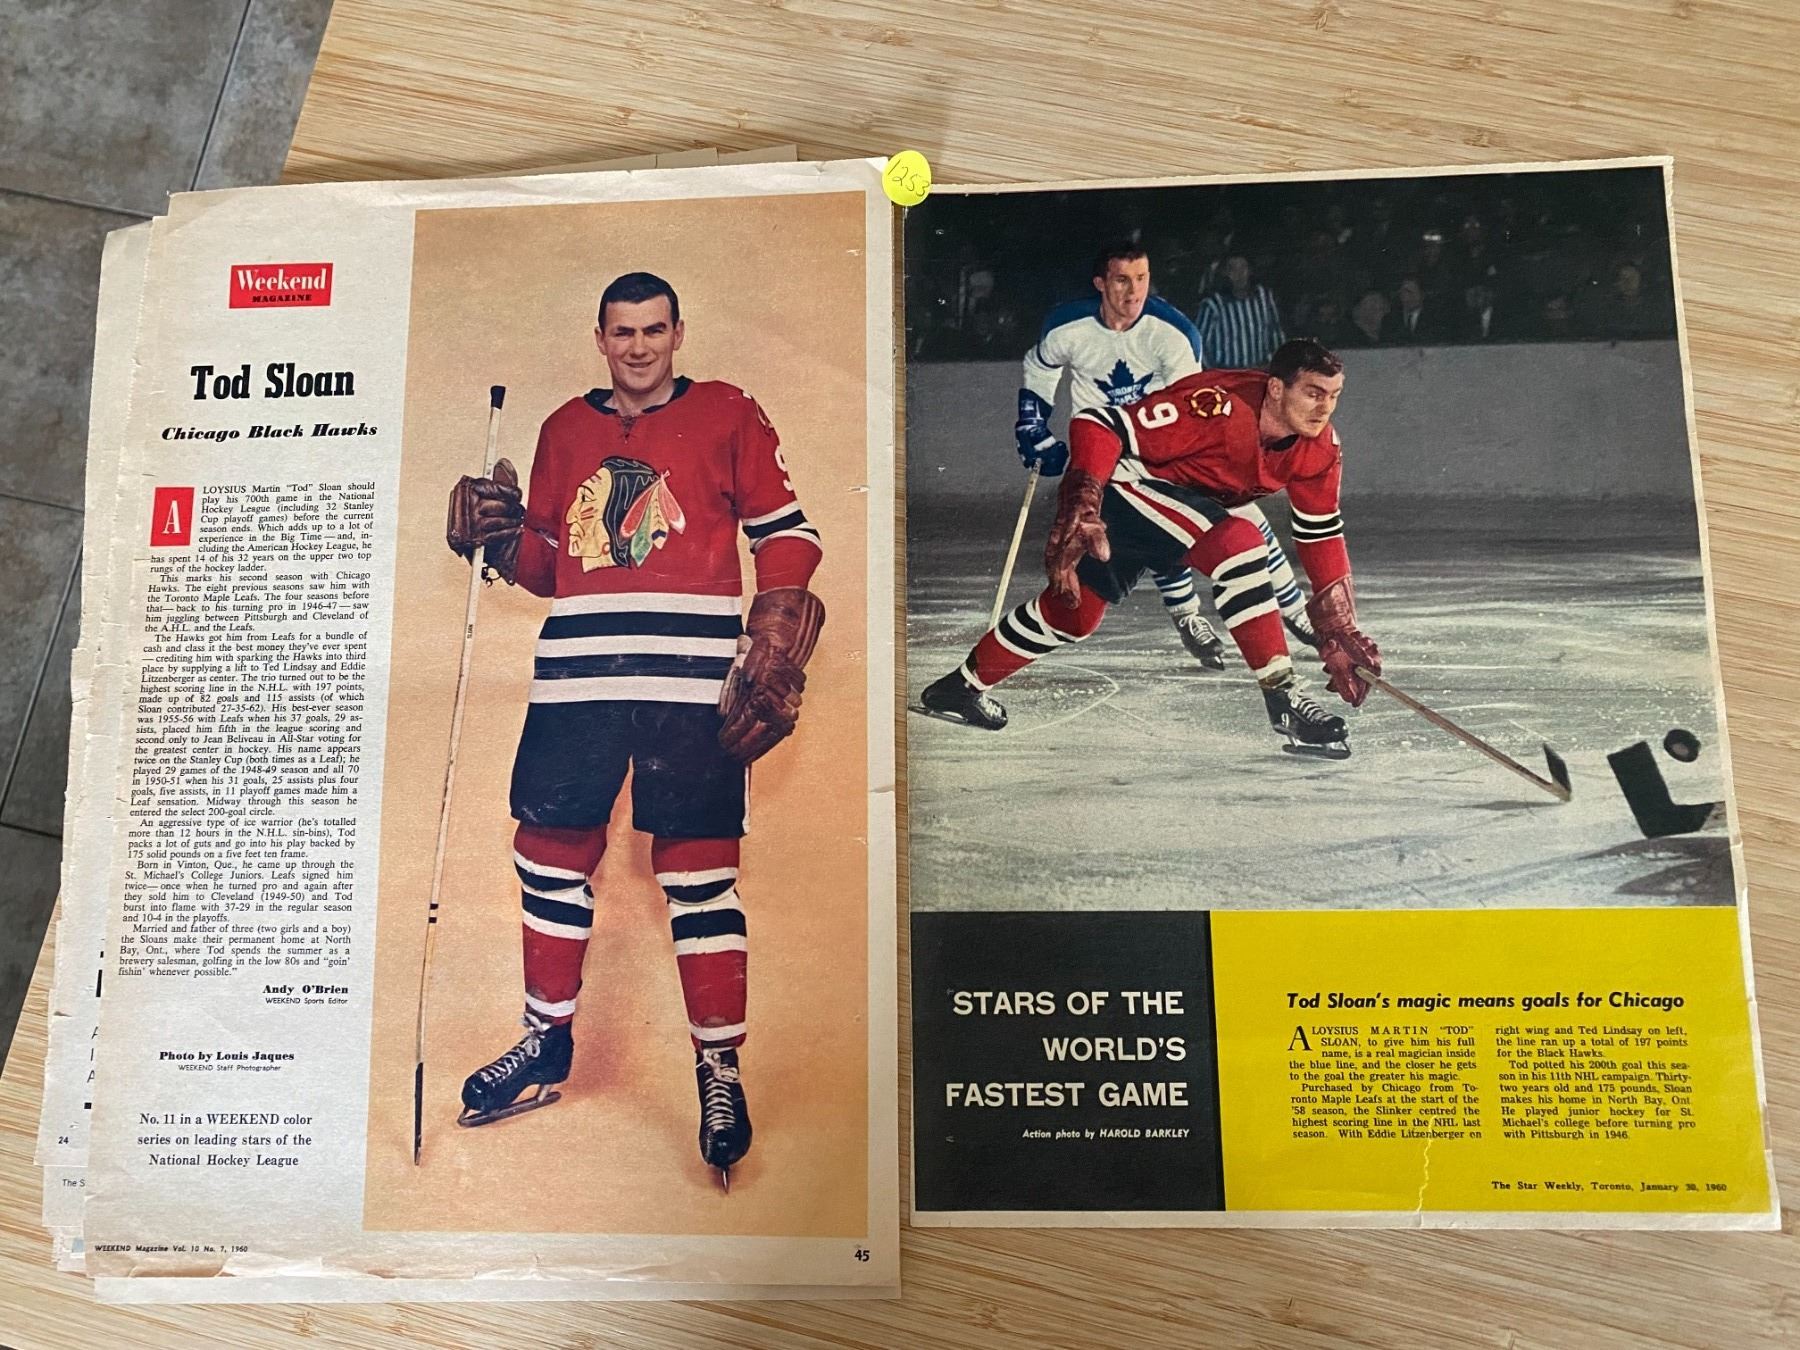 1253
Weekend
MAGAZINE
Tod Sloan
Chicago Black Hawks
ALOYSIUS Martin "Tod" Sloan should
play his 700th game in the National
Hockey League (including 32 Stanley
Cup playoff games) before the current
season ends. Which adds up to a lot of
experience in the Big Time — and, in-
cluding the American Hockey League, he
has spent 14 of his 32 years on the upper two top
rungs of the hockey ladder.
This marks his second season with Chicago
Hawks. The eight previous seasons saw him with
the Toronto Maple Leafs. The four seasons before
that — back to his turning pro in 1946-47 — saw
him juggling between Pittsburgh and Cleveland of
the A.H.L. and the Leafs.
The Hawks got him from Leafs for a bundle of
cash and class it the best money they've ever spent
— crediting him with sparking the Hawks into third
place by supplying a lift to Ted Lindsay and Eddie
Litzenberger as center. The trio turned out to be the
highest scoring line in the N.H.L. with 197 points,
made up of 82 goals and 115 assists (of which
Sloan contributed 27-35-62). His best-ever season
was 1955-56 with Leafs when his 37 goals, 29 as-
sists, placed him fifth in the league scoring and
second only to Jean Beliveau in All-Star voting for
the greatest center in hockey. His name appears
twice on the Stanley Cup (both times as a Leaf); he
played 29 games of the 1948-49 season and all 70
in 1950-51 when his 31 goals, 25 assists plus four
goals, five assists, in 11 playoff games made him a
Leaf sensation. Midway through this season he
entered the select 200-goal circle.
An aggressive type of ice warrior (he's totalled
more than 12 hours in the N.H.L. sin-bins), Tod
packs a lot of guts and go into his play backed by
175 solid pounds on a five feet ten frame.
Born in Vinton, Que., he came up through the
St. Michael's College Juniors. Leafs signed him
twice — once when he turned pro and again after
they sold him to Cleveland (1949-50) and Tod
burst into flame with 37-29 in the regular season
and 10-4 in the playoffs.
Married and father of three (two girls and a boy)
the Sloans make their permanent home at North
Bay, Ont., where Tod spends the summer as a
brewery salesman, golfing in the low 80s and "goin'
fishin' whenever possible."
Andy O'Brien
WEEKEND Sports Editor
Photo by Louis Jaques
WEEKEND Staff Photographer
No. 11 in a WEEKEND color
series on leading stars of the
National Hockey League
WEEKEND Magazine Vol. 10 No. 7, 1960
45
24
The S
9
TORONTO
MAPLE
9
STARS OF THE
WORLD'S
FASTEST GAME
Action photo by HAROLD BARKLEY
Tod Sloan's magic means goals for Chicago
ALOYSIUS MARTIN "TOD"
SLOAN, to give him his full
name, is a real magician inside
the blue line, and the closer he gets
to the goal the greater his magic.
Purchased by Chicago from To-
ronto Maple Leafs at the start of the
'58 season, the Slinker centred the
highest scoring line in the NHL last
season. With Eddie Litzenberger on
right wing and Ted Lindsay on left,
the line ran up a total of 197 points
for the Black Hawks.
Tod potted his 200th goal this sea-
son in his 11th NHL campaign. Thirty-
two years old and 175 pounds, Sloan
makes his home in North Bay, Ont.
He played junior hockey for St.
Michael's college before turning pro
with Pittsburgh in 1946.
The Star Weekly, Toronto, January 30, 1960